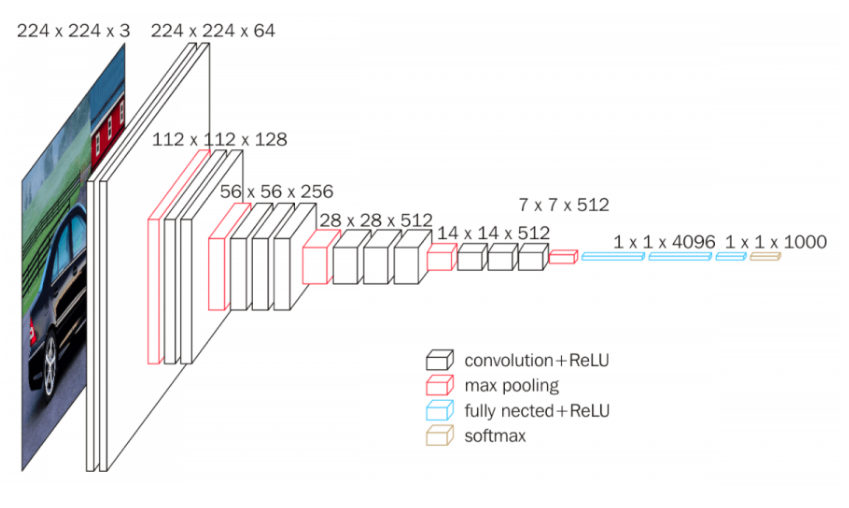 224 x 224 x 3
224 x 224 x 64
112 x 112 x 128
56 x 56 x 256
28 x 28 x 512
14 x 14 x 512
7 x 7 x 512
1 x 1 x 4096
1 x 1 x 1000
convolution+ReLU
max pooling
fully nected+ReLU
softmax